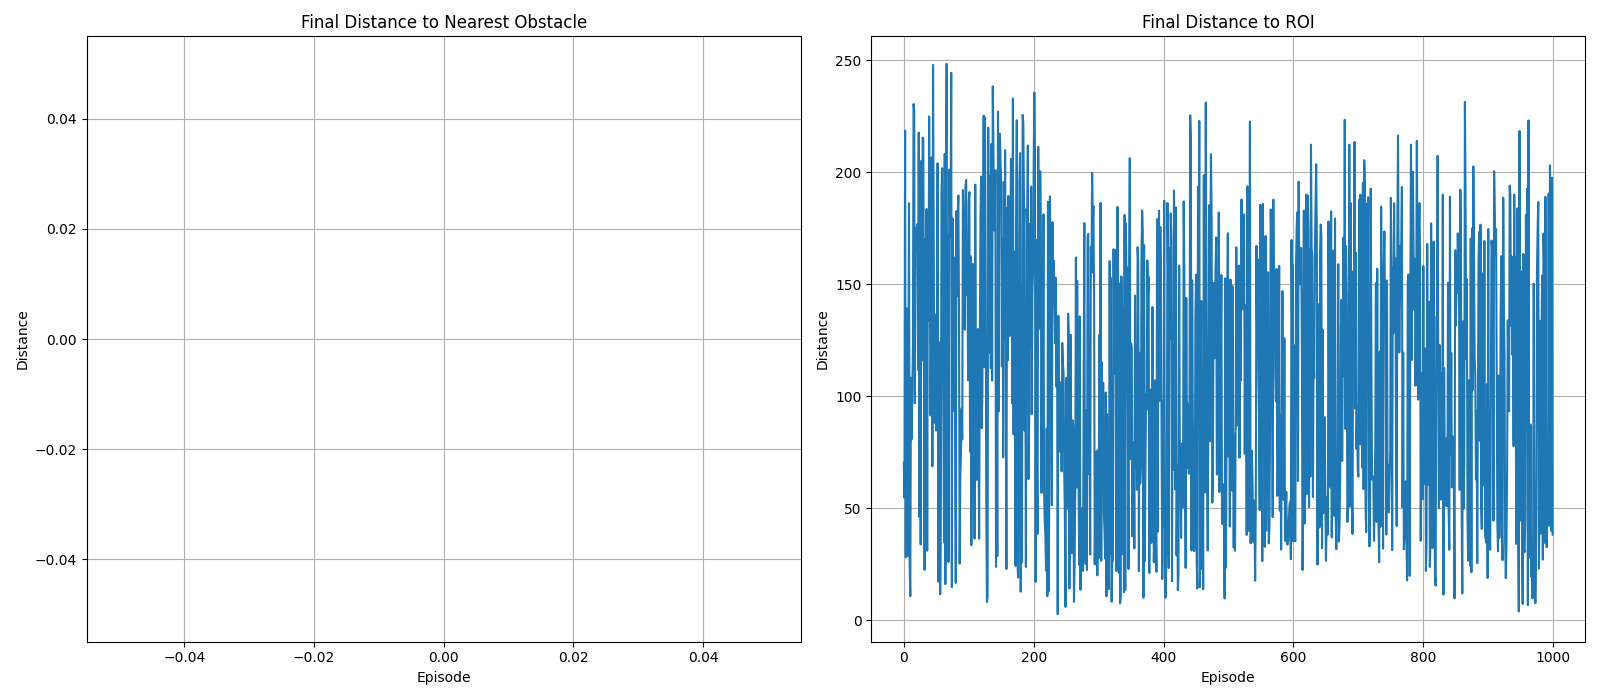 Final Distance to Nearest Obstacle
Distance
0.04
0.02
0.00
−0.02
−0.04
−0.04 −0.02 0.00 0.02 0.04
Episode
Final Distance to ROI
Distance
250
200
150
100
50
0
0 200 400 600 800 1000
Episode